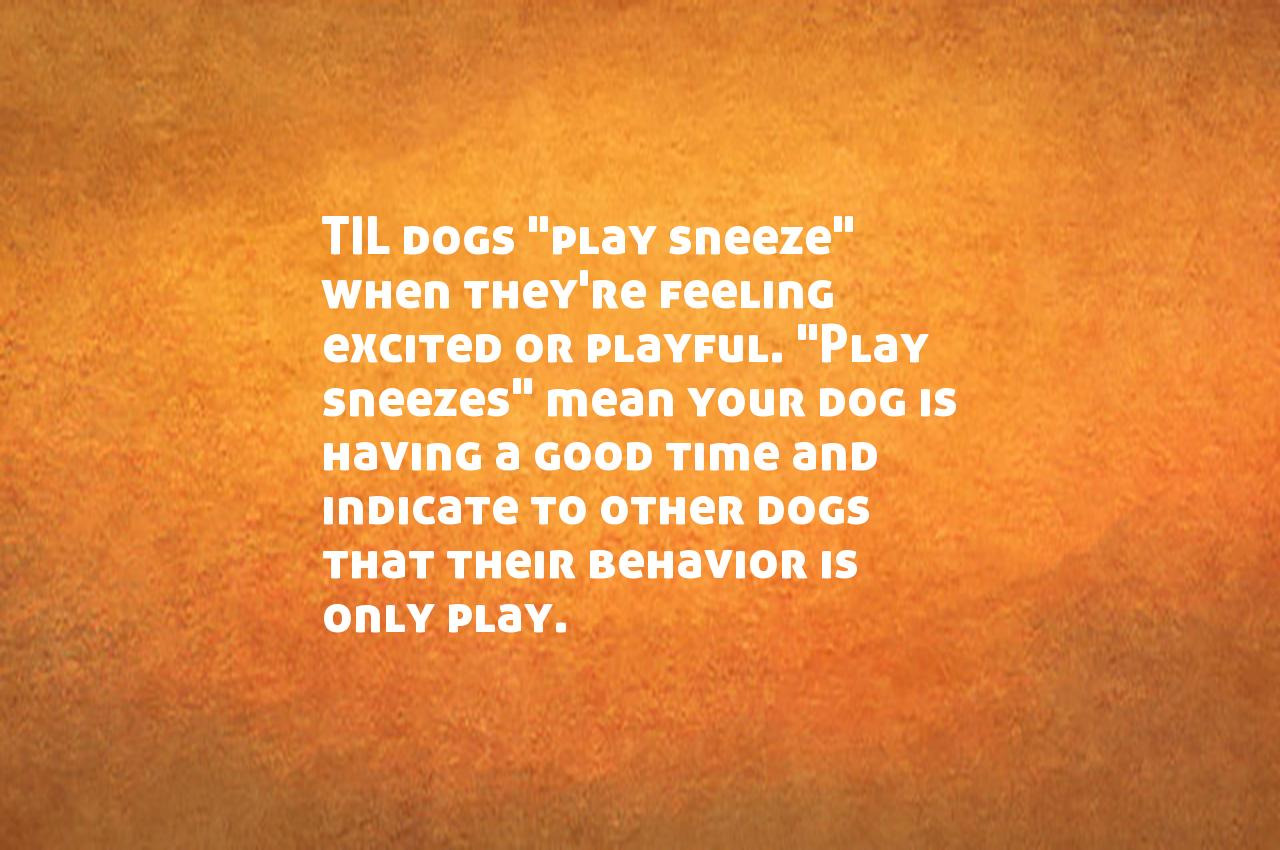 TIL dogs "play sneeze"
when they're feeling
excited or playful. "Play
sneezes" mean your dog is
having a good time and
indicate to other dogs
that their behavior is
only play.